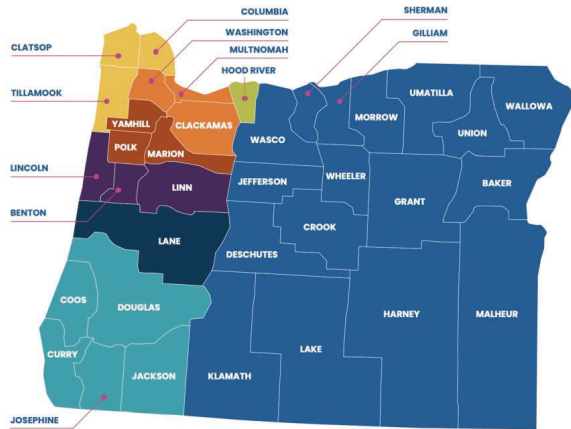 COLUMBIA
SHERMAN
WASHINGTON
GILLIAM
CLATSOP
MULTNOMAH
HOOD RIVER
TILLAMOOK
UMATILLA
WALLOWA
MORROW
YAMHILL
CLACKAMAS
UNION
WASCO
POLK
MARION
LINCOLN
JEFFERSON
WHEELER
BAKER
LINN
GRANT
BENTON
CROOK
LANE
DESCHUTES
COOS
DOUGLAS
HARNEY
MALHEUR
LAKE
CURRY
JACKSON
KLAMATH
JOSEPHINE